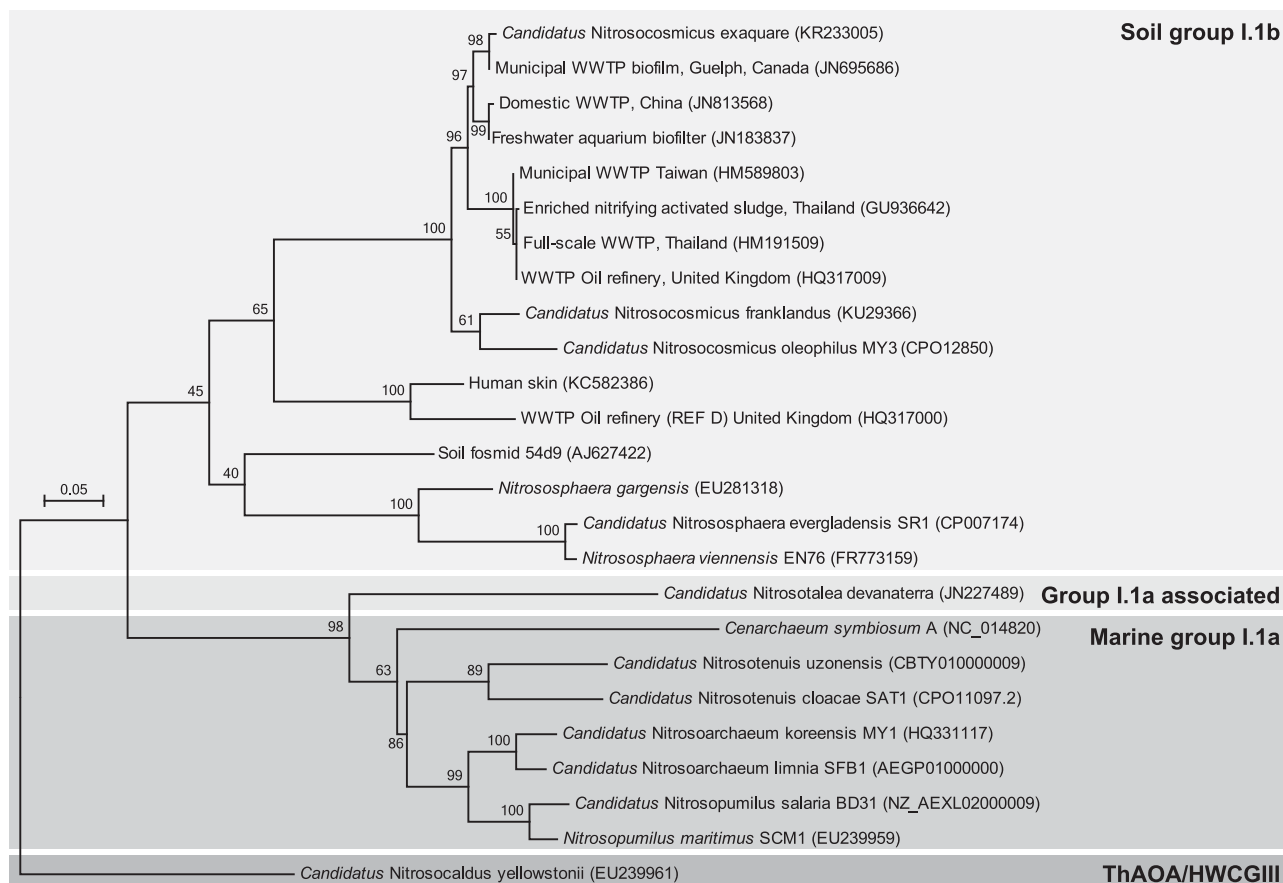 Soil group I.1b
98
Candidatus Nitrosocosmicus exaquare (KR233005)
Municipal WWTP biofilm, Guelph, Canada (JN695686)
97
Domestic WWTP, China (JN813568)
99
Freshwater aquarium biofilter (JN183837)
96
Municipal WWTP Taiwan (HM589803)
100
Enriched nitrifying activated sludge, Thailand (GU936642)
55
Full-scale WWTP, Thailand (HM191509)
WWTP Oil refinery, United Kingdom (HQ317009)
100
61
Candidatus Nitrosocosmicus franklandus (KU29366)
Candidatus Nitrosocosmicus oleophilus MY3 (CPO12850)
65
Human skin (KC582386)
100
WWTP Oil refinery (REF D) United Kingdom (HQ317000)
45
Soil fosmid 54d9 (AJ627422)
40
Nitrososphaera gargensis (EU281318)
100
Candidatus Nitrososphaera evergladensis SR1 (CP007174)
100
Nitrososphaera viennensis EN76 (FR773159)
0.05
Candidatus Nitrosotalea devanaterra (JN227489)
Group I.1a associated
98
Cenarchaeum symbiosum A (NC_014820)
Marine group I.1a
63
Candidatus Nitrosotenuis uzonensis (CBTY010000009)
89
Candidatus Nitrosotenuis cloacae SAT1 (CPO11097.2)
86
Candidatus Nitrosoarchaeum koreensis MY1 (HQ331117)
100
Candidatus Nitrosoarchaeum limnia SFB1 (AEGP01000000)
99
Candidatus Nitrosopumilus salaria BD31 (NZ_AEXL02000009)
100
Nitrosopumilus maritimus SCM1 (EU239959)
Candidatus Nitrosocaldus yellowstonii (EU239961)
ThAOA/HWCGIII